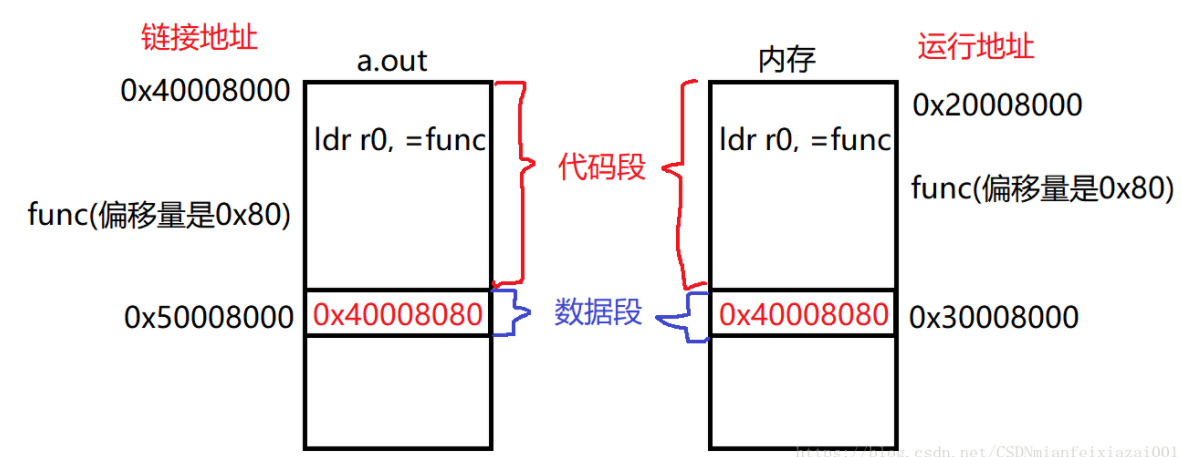 链接地址
a.out
内存
运行地址
0x40008000
0x20008000
ldr r0, =func
代码段
ldr r0, =func
func(偏移量是0x80)
func(偏移量是0x80)
0x50008000
0x40008080
数据段
0x40008080
0x30008000
https://blog.csdn.net/CSDNmianfeixiazai001